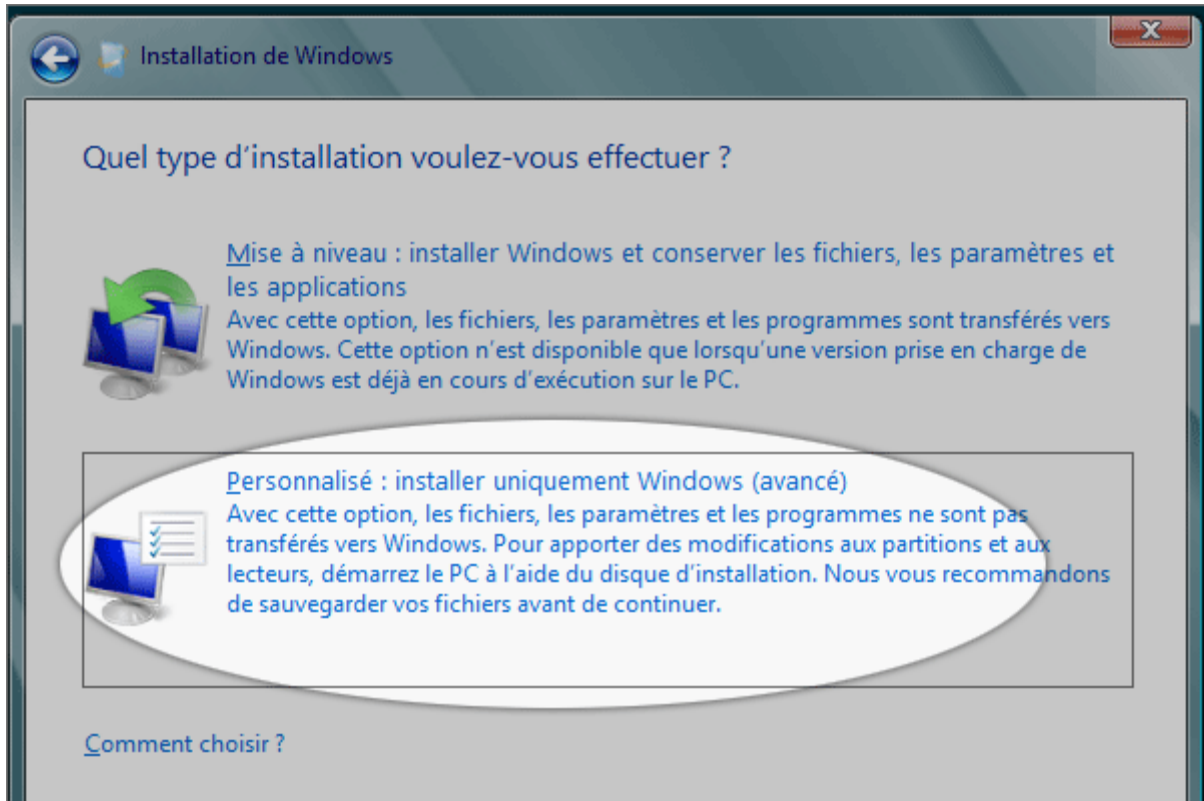 Installation de Windows
Quel type d’installation voulez-vous effectuer ?
Mise à niveau : installer Windows et conserver les fichiers, les paramètres et
les applications
Avec cette option, les fichiers, les paramètres et les programmes sont transférés vers
Windows. Cette option n’est disponible que lorsqu’une version prise en charge de
Windows est déjà en cours d’exécution sur le PC.
Personnalisé : installer uniquement Windows (avancé)
Avec cette option, les fichiers, les paramètres et les programmes ne sont pas
transférés vers Windows. Pour apporter des modifications aux partitions et aux
lecteurs, démarrez le PC à l’aide du disque d’installation. Nous vous recommandons
de sauvegarder vos fichiers avant de continuer.
Comment choisir ?